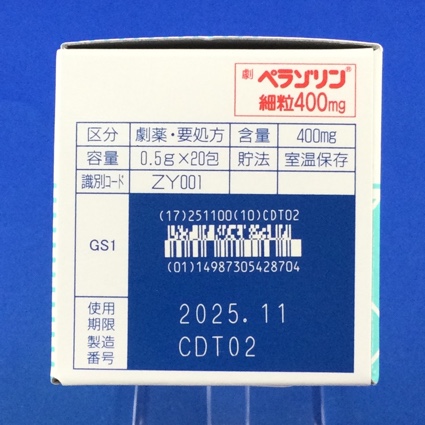 劇 ペラゾリン®
細粒400mg
区分 劇薬・要処方 含量 400mg
容量 0.5g×20包 貯法 室温保存
識別コード ZY001
GS1
(17)251100(10)CDT02
(01)14987305428704
使用
期限 2025.11
製造
番号 CDT02